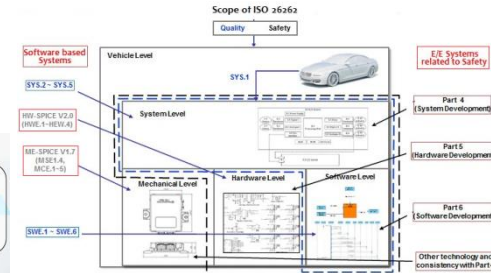 Scope of ISO 26262
Quality Safety
Software based
Systems
Vehicle Level
E/E Systems
related to Safety
SYS.2 ~ SYS.5
SYS.1
System Level
Part 4
(System Development)
HW-SPICE V2.0
(HWE.1~HEW.4)
Part 5
(Hardware Development
ME-SPICE V1.7
(MSE1.4,
MCE.1~5)
Mechanical Level
Hardware Level
Software Level
Part 6
(Software Development
SWE.1 ~ SWE.6
Other technology and
consistency with Part